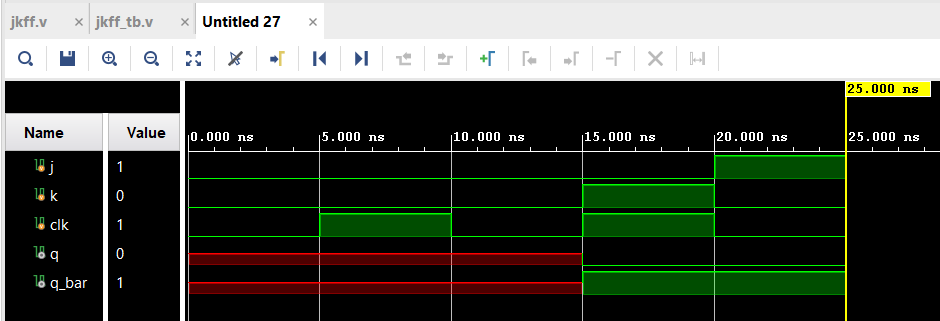 jkff.v × jkff_tb.v × Untitled 27 ×
25.000 ns
Name Value
0.000 ns 5.000 ns 10.000 ns 15.000 ns 20.000 ns 25.000 ns
j 1
k 0
clk 1
q 0
q_bar 1